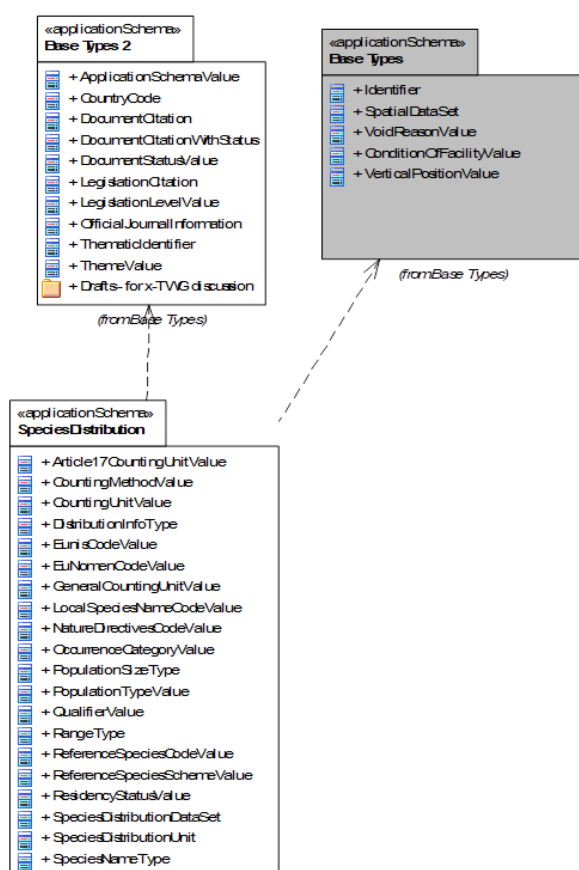 «applicationSchema»
Base Types 2
+ ApplicationSchemaValue
+ CountryCode
+ DocumentCitation
+ DocumentCitationWithStatus
+ DocumentStatusValue
+ LegislationCitation
+ LegislationLevelValue
+ OfficialJournalInformation
+ ThematicIdentifier
+ ThemeValue
+ Drafts - for x-TWG discussion
(from Base Types)
«applicationSchema»
Base Types
+ Identifier
+ SpatialDataSet
+ VoidReasonValue
+ ConditionOfFacilityValue
+ VerticalPositionValue
(from Base Types)
«applicationSchema»
SpeciesDistribution
+ Article17CountingUnitValue
+ CountingMethodValue
+ CountingUnitValue
+ DistributionInfoType
+ EunisCodeValue
+ EuNomenCodeValue
+ GeneralCountingUnitValue
+ LocalSpeciesNameCodeValue
+ NatureDirectivesCodeValue
+ OccurrenceCategoryValue
+ PopulationSizeType
+ PopulationTypeValue
+ QualifierValue
+ RangeType
+ ReferenceSpeciesCodeValue
+ ReferenceSpeciesSchemeValue
+ ResidencyStatusValue
+ SpeciesDistributionDataSet
+ SpeciesDistributionUnit
+ SpeciesNameType